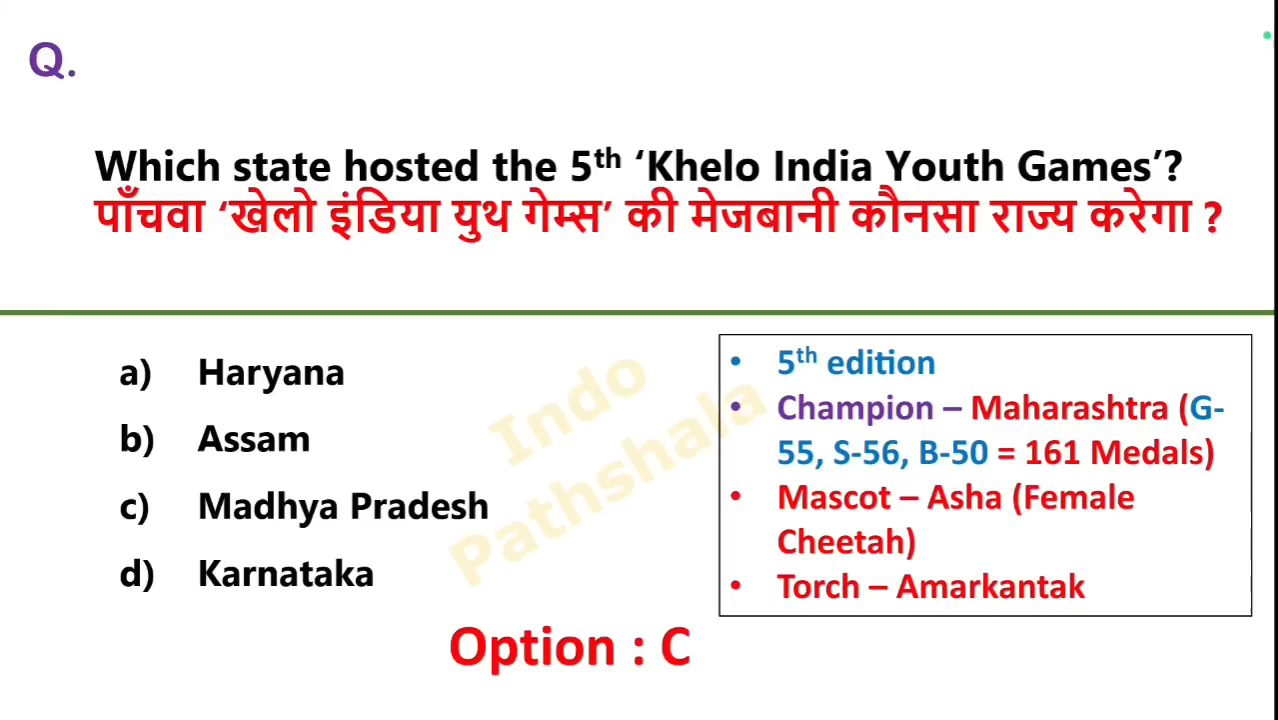 Q.
Which state hosted the 5th ‘Khelo India Youth Games’?
पाँचवा ‘खेलो इंडिया युथ गेम्स’ की मेजबानी कौनसा राज्य करेगा ?
a) Haryana
b) Assam
c) Madhya Pradesh
d) Karnataka
• 5th edition
• Champion – Maharashtra (G-
55, S-56, B-50 = 161 Medals)
• Mascot – Asha (Female
Cheetah)
• Torch – Amarkantak
Indo
Pathshala
Option : C